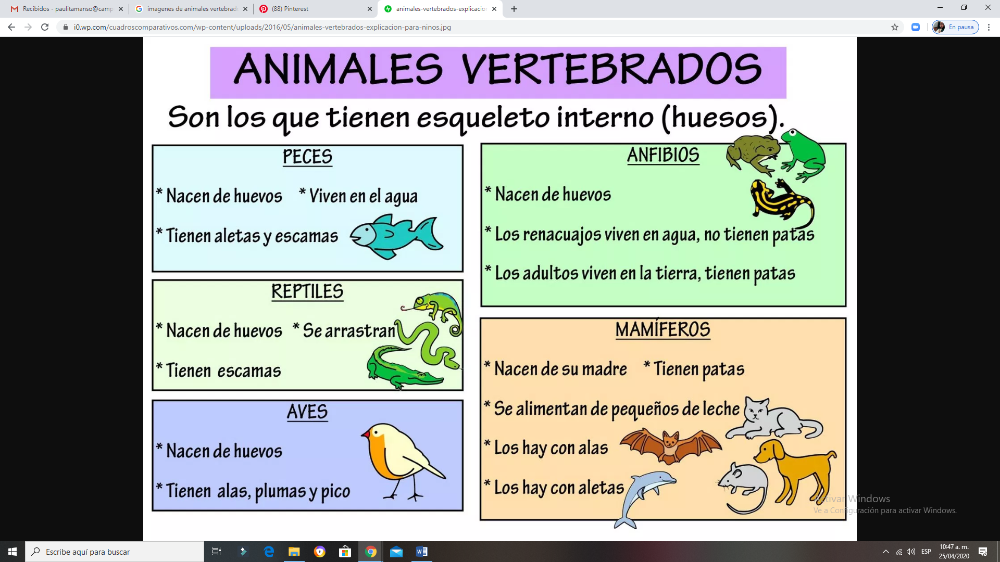 Recibidos - paulitamanso@camp
imagenes de animales vertebrado
(88) Pinterest
animales-vertebrados-explicacion
i0.wp.com/cuadroscomparativos.com/wp-content/uploads/2016/05/animales-vertebrados-explicacion-para-ninos.jpg
En pausa
ANIMALES VERTEBRADOS
Son los que tienen esqueleto interno (huesos).
PECES
* Nacen de huevos * Viven en el agua
* Tienen aletas y escamas
REPTILES
* Nacen de huevos * Se arrastran
* Tienen escamas
AVES
* Nacen de huevos
* Tienen alas, plumas y pico
ANFIBIOS
* Nacen de huevos
* Los renacuajos viven en agua, no tienen patas
* Los adultos viven en la tierra, tienen patas
MAMÍFEROS
* Nacen de su madre * Tienen patas
* Se alimentan de pequeños de leche
* Los hay con alas
* Los hay con aletas
Activar Windows
Ve a Configuración para activar Windows.
Escribe aquí para buscar
ESP
10:47 a. m.
25/04/2020